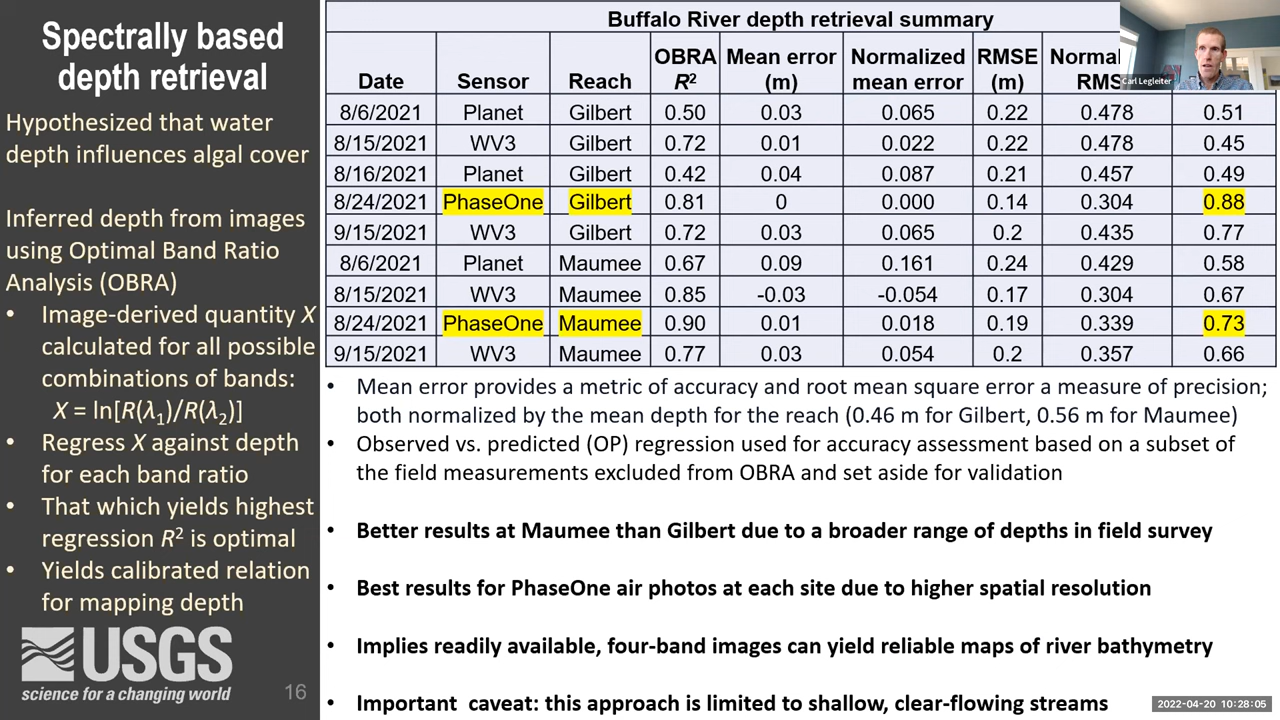 Spectrally based
depth retrieval
Hypothesized that water
depth influences algal cover
Inferred depth from images
using Optimal Band Ratio
Analysis (OBRA)
• Image-derived quantity X
calculated for all possible
combinations of bands:
X = ln[R(λ₁)/R(λ₂)]
• Regress X against depth
for each band ratio
• That which yields highest
regression R² is optimal
• Yields calibrated relation
for mapping depth
USGS
science for a changing world
16
Buffalo River depth retrieval summary
Date Sensor Reach OBRA R² Mean error (m) Normalized mean error RMSE (m)
8/6/2021 Planet Gilbert 0.50 0.03 0.065 0.22 0.478 0.51
8/15/2021 WV3 Gilbert 0.72 0.01 0.022 0.22 0.478 0.45
8/16/2021 Planet Gilbert 0.42 0.04 0.087 0.21 0.457 0.49
8/24/2021 PhaseOne Gilbert 0.81 0 0.000 0.14 0.304 0.88
9/15/2021 WV3 Gilbert 0.72 0.03 0.065 0.2 0.435 0.77
8/6/2021 Planet Maumee 0.67 0.09 0.161 0.24 0.429 0.58
8/15/2021 WV3 Maumee 0.85 -0.03 -0.054 0.17 0.304 0.67
8/24/2021 PhaseOne Maumee 0.90 0.01 0.018 0.19 0.339 0.73
9/15/2021 WV3 Maumee 0.77 0.03 0.054 0.2 0.357 0.66
Carl Legleiter
• Mean error provides a metric of accuracy and root mean square error a measure of precision;
both normalized by the mean depth for the reach (0.46 m for Gilbert, 0.56 m for Maumee)
• Observed vs. predicted (OP) regression used for accuracy assessment based on a subset of
the field measurements excluded from OBRA and set aside for validation
• Better results at Maumee than Gilbert due to a broader range of depths in field survey
• Best results for PhaseOne air photos at each site due to higher spatial resolution
• Implies readily available, four-band images can yield reliable maps of river bathymetry
• Important caveat: this approach is limited to shallow, clear-flowing streams
2022-04-20 10:28:05